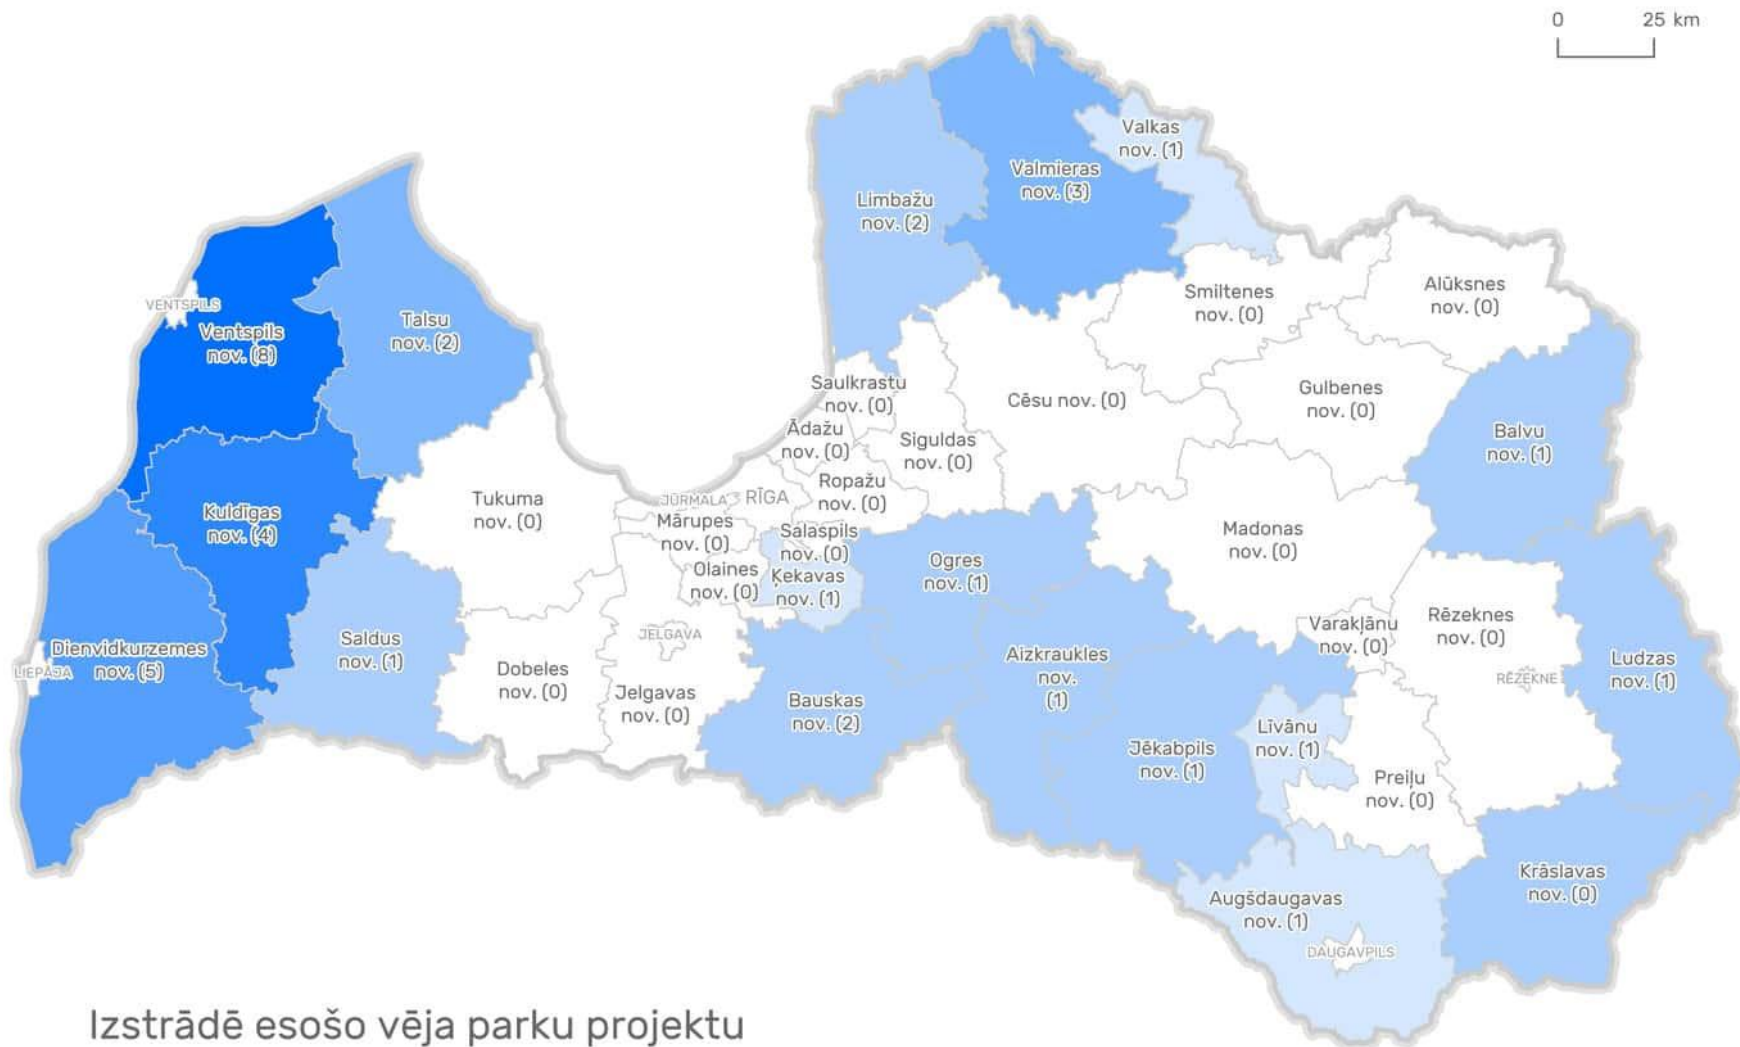 0 25 km
Valkas
nov. (1)
Valmieras
nov. (3)
Limbažu
nov. (2)
VENTSPILS
Ventspils
nov. (8)
Talsu
nov. (2)
Smiltenes
nov. (0)
Alūksnes
nov. (0)
Saulkrastu
nov. (0)
Cēsu nov. (0)
Gulbenes
nov. (0)
Ādažu
nov. (0)
Siguldas
nov. (0)
Balvu
nov. (1)
Kuldīgas
nov. (4)
Tukuma
nov. (0)
JŪRMALA
RĪGA
Ropažu
nov. (0)
Mārupes
nov. (0)
Salaspils
nov. (0)
Madonas
nov. (0)
Olaines
nov. (0)
Ķekavas
nov. (1)
Ogres
nov. (1)
Dienvidkurzemes
nov. (5)
LIEPĀJA
Saldus
nov. (1)
JELGAVA
Dobeles
nov. (0)
Jelgavas
nov. (0)
Bauskas
nov. (2)
Aizkraukles
nov.
(1)
Varakļānu
nov. (0)
Rēzeknes
nov. (0)
RĒZEKNE
Ludzas
nov. (1)
Jēkabpils
nov. (1)
Līvānu
nov. (1)
Preiļu
nov. (0)
Augšdaugavas
nov. (1)
DAUGAVPILS
Krāslavas
nov. (0)
Izstrādē esošo vēja parku projektu